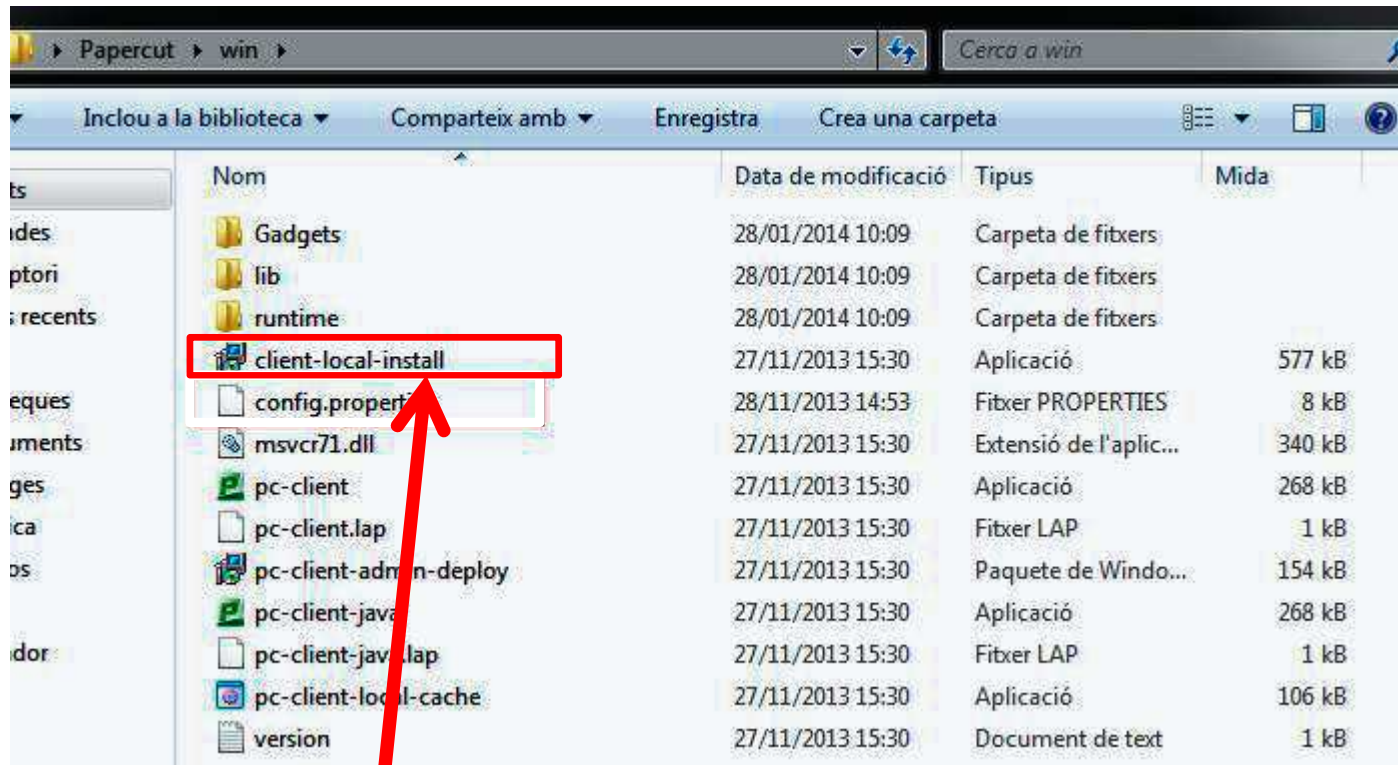 Papercut win Cerca a win
Inclou a la biblioteca Comparteix amb Enregistra Crea una carpeta
Nom Data de modificació Tipus Mida
Gadgets 28/01/2014 10:09 Carpeta de fitxers
ptori lib 28/01/2014 10:09 Carpeta de fitxers
recents runtime 28/01/2014 10:09 Carpeta de fitxers
client-local-install 27/11/2013 15:30 Aplicació 577 kB
eques 28/11/2013 14:53 Fitxer PROPERTIES 8 kB
uments msvcr71.dll 27/11/2013 15:30 Extensió de l'aplic... 340 kB
ges pc-client 27/11/2013 15:30 Aplicació 268 kB
ca pc-client.lap 27/11/2013 15:30 Fitxer LAP 1 kB
os pc-client-admin-deploy 27/11/2013 15:30 Paquete de Windo... 154 kB
pc-client-java 27/11/2013 15:30 Aplicació 268 kB
dor pc-client-java.lap 27/11/2013 15:30 Fitxer LAP 1 kB
pc-client-local-cache 27/11/2013 15:30 Aplicació 106 kB
version 27/11/2013 15:30 Document de text 1 kB